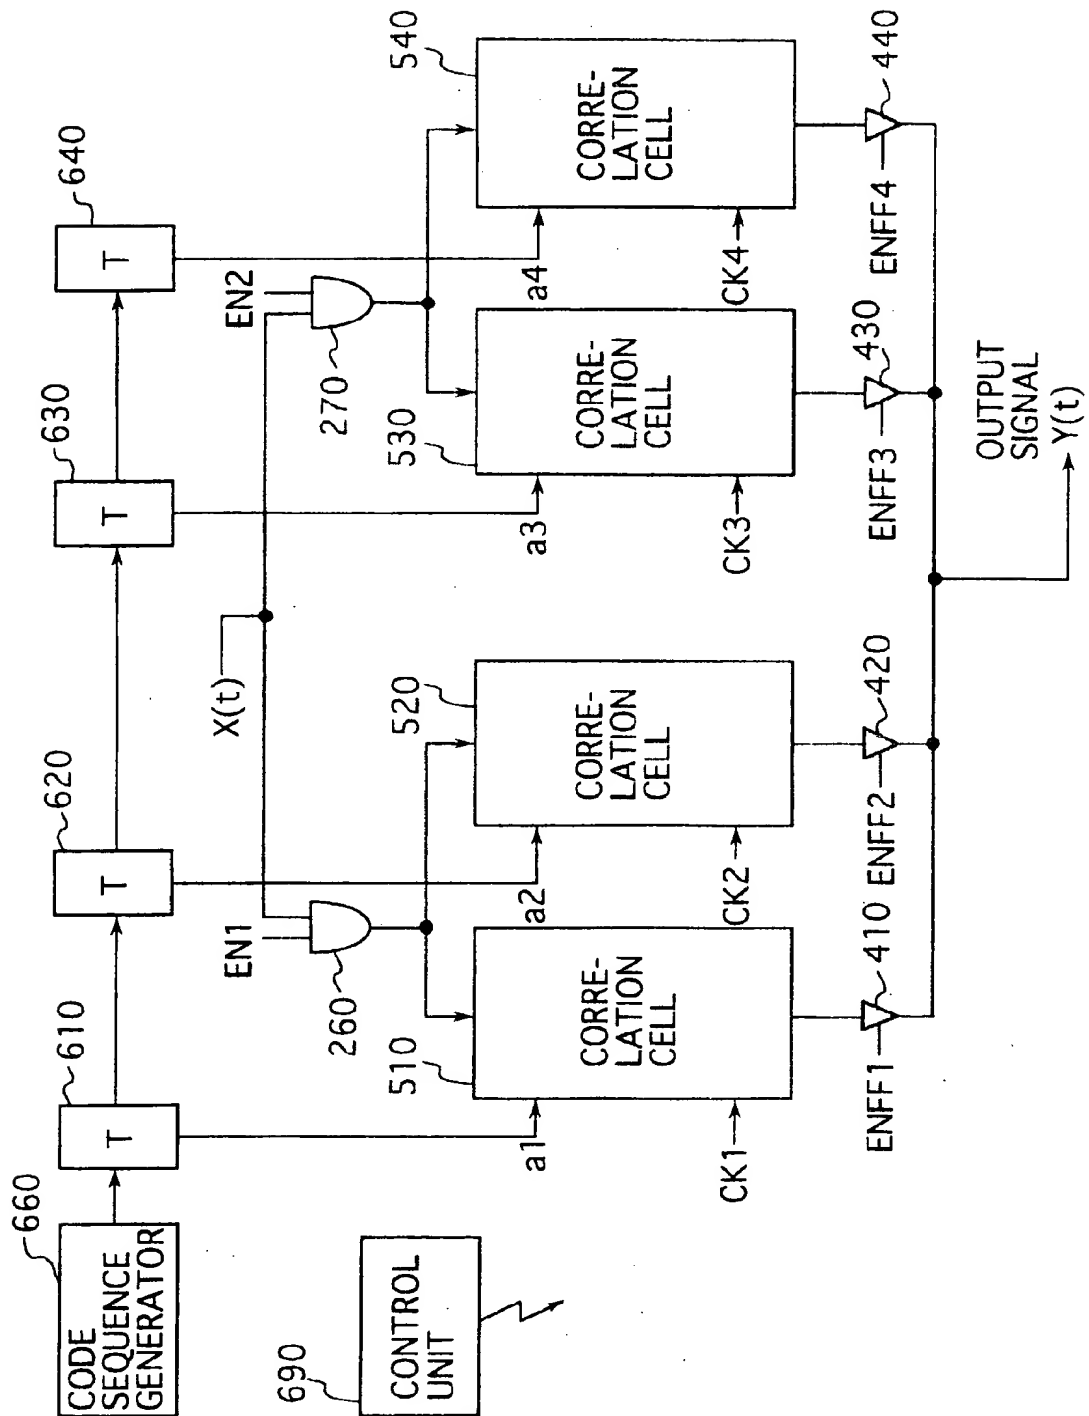 660
CODE
SEQUENCE
GENERATOR
610
T
620
T
630
T
640
T
690
CONTROL
UNIT
X(t)
EN1
260
EN2
270
510
CORRE-
LATION
CELL
a1
CK1
520
CORRE-
LATION
CELL
a2
CK2
530
CORRE-
LATION
CELL
a3
CK3
540
CORRE-
LATION
CELL
a4
CK4
ENFF1
410
ENFF2
420
ENFF3
430
ENFF4
440
OUTPUT
SIGNAL
Y(t)